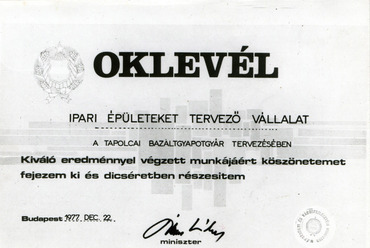 OKLEVÉL
IPARI ÉPÜLETEKET TERVEZŐ VÁLLALAT
A TAPOLCAI BAZALTGYAPOTGYÁR TERVEZÉSÉBEN
Kiváló eredménnyel végzett munkájáért köszönetemet
fejezem ki és dicséretben részesítem
Budapest 1977. DEC. 22.
miniszter